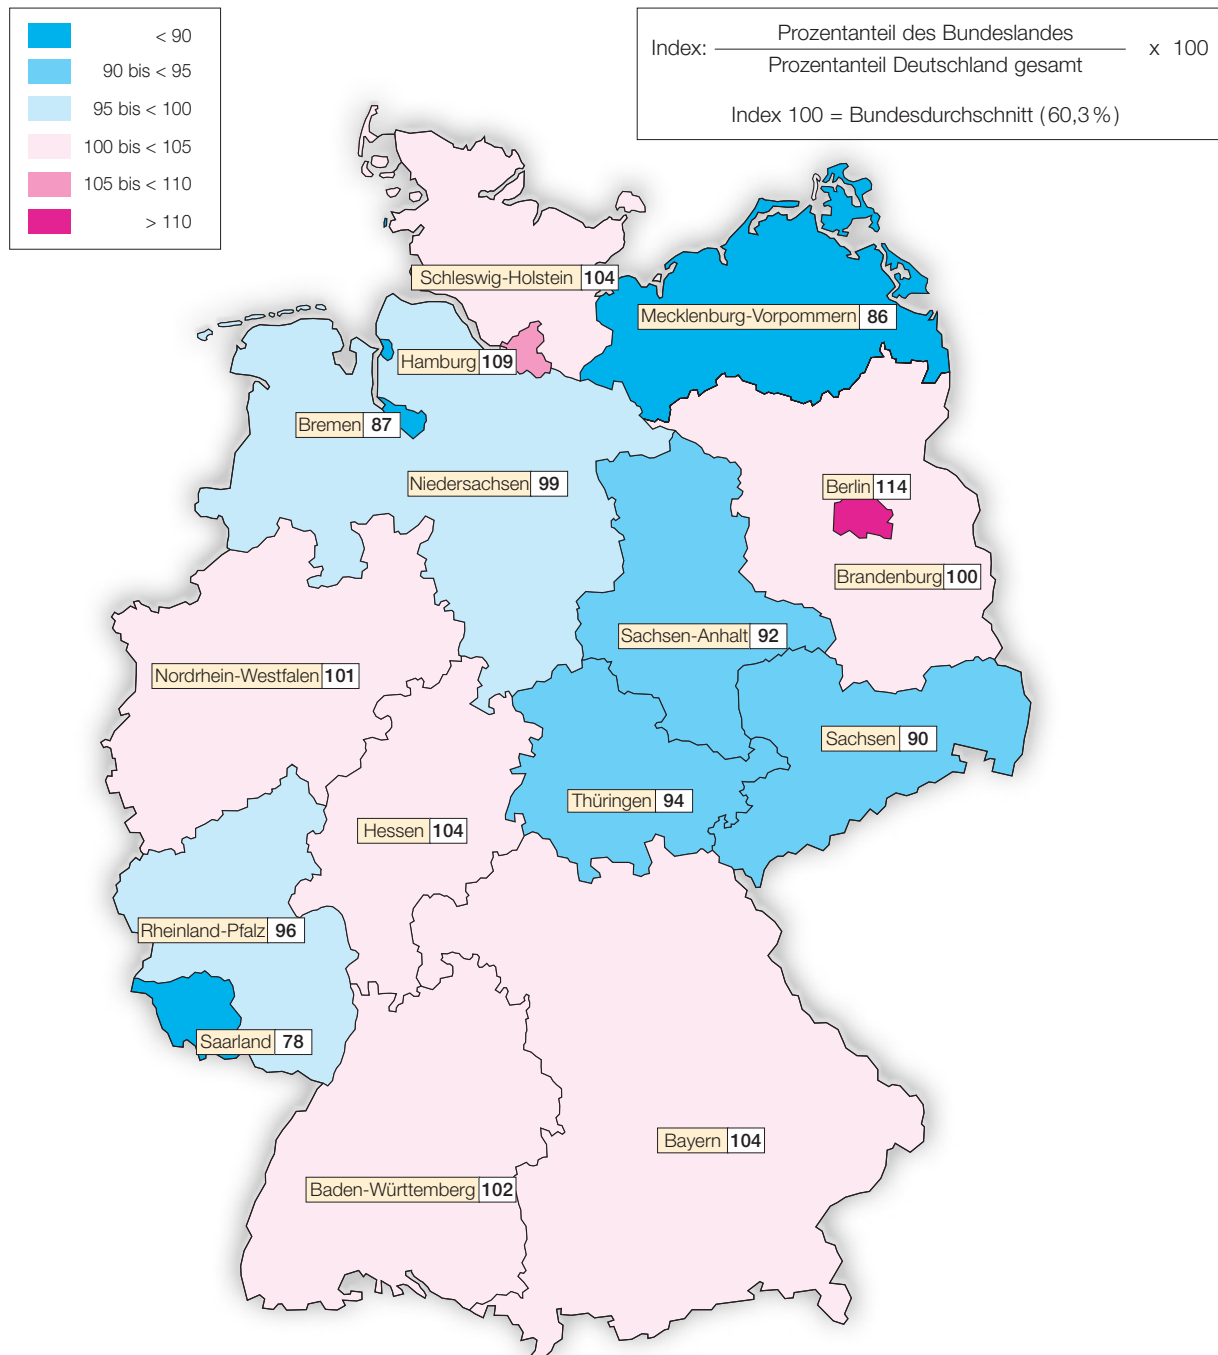 < 90
90 bis < 95
95 bis < 100
100 bis < 105
105 bis < 110
> 110
Index: Prozentanteil des Bundeslandes x 100
Prozentanteil Deutschland gesamt
Index 100 = Bundesdurchschnitt (60,3 %)
Schleswig-Holstein 104
Mecklenburg-Vorpommern 86
Hamburg 109
Bremen 87
Niedersachsen 99
Berlin 114
Brandenburg 100
Sachsen-Anhalt 92
Nordrhein-Westfalen 101
Sachsen 90
Thüringen 94
Hessen 104
Rheinland-Pfalz 96
Saarland 78
Bayern 104
Baden-Württemberg 102